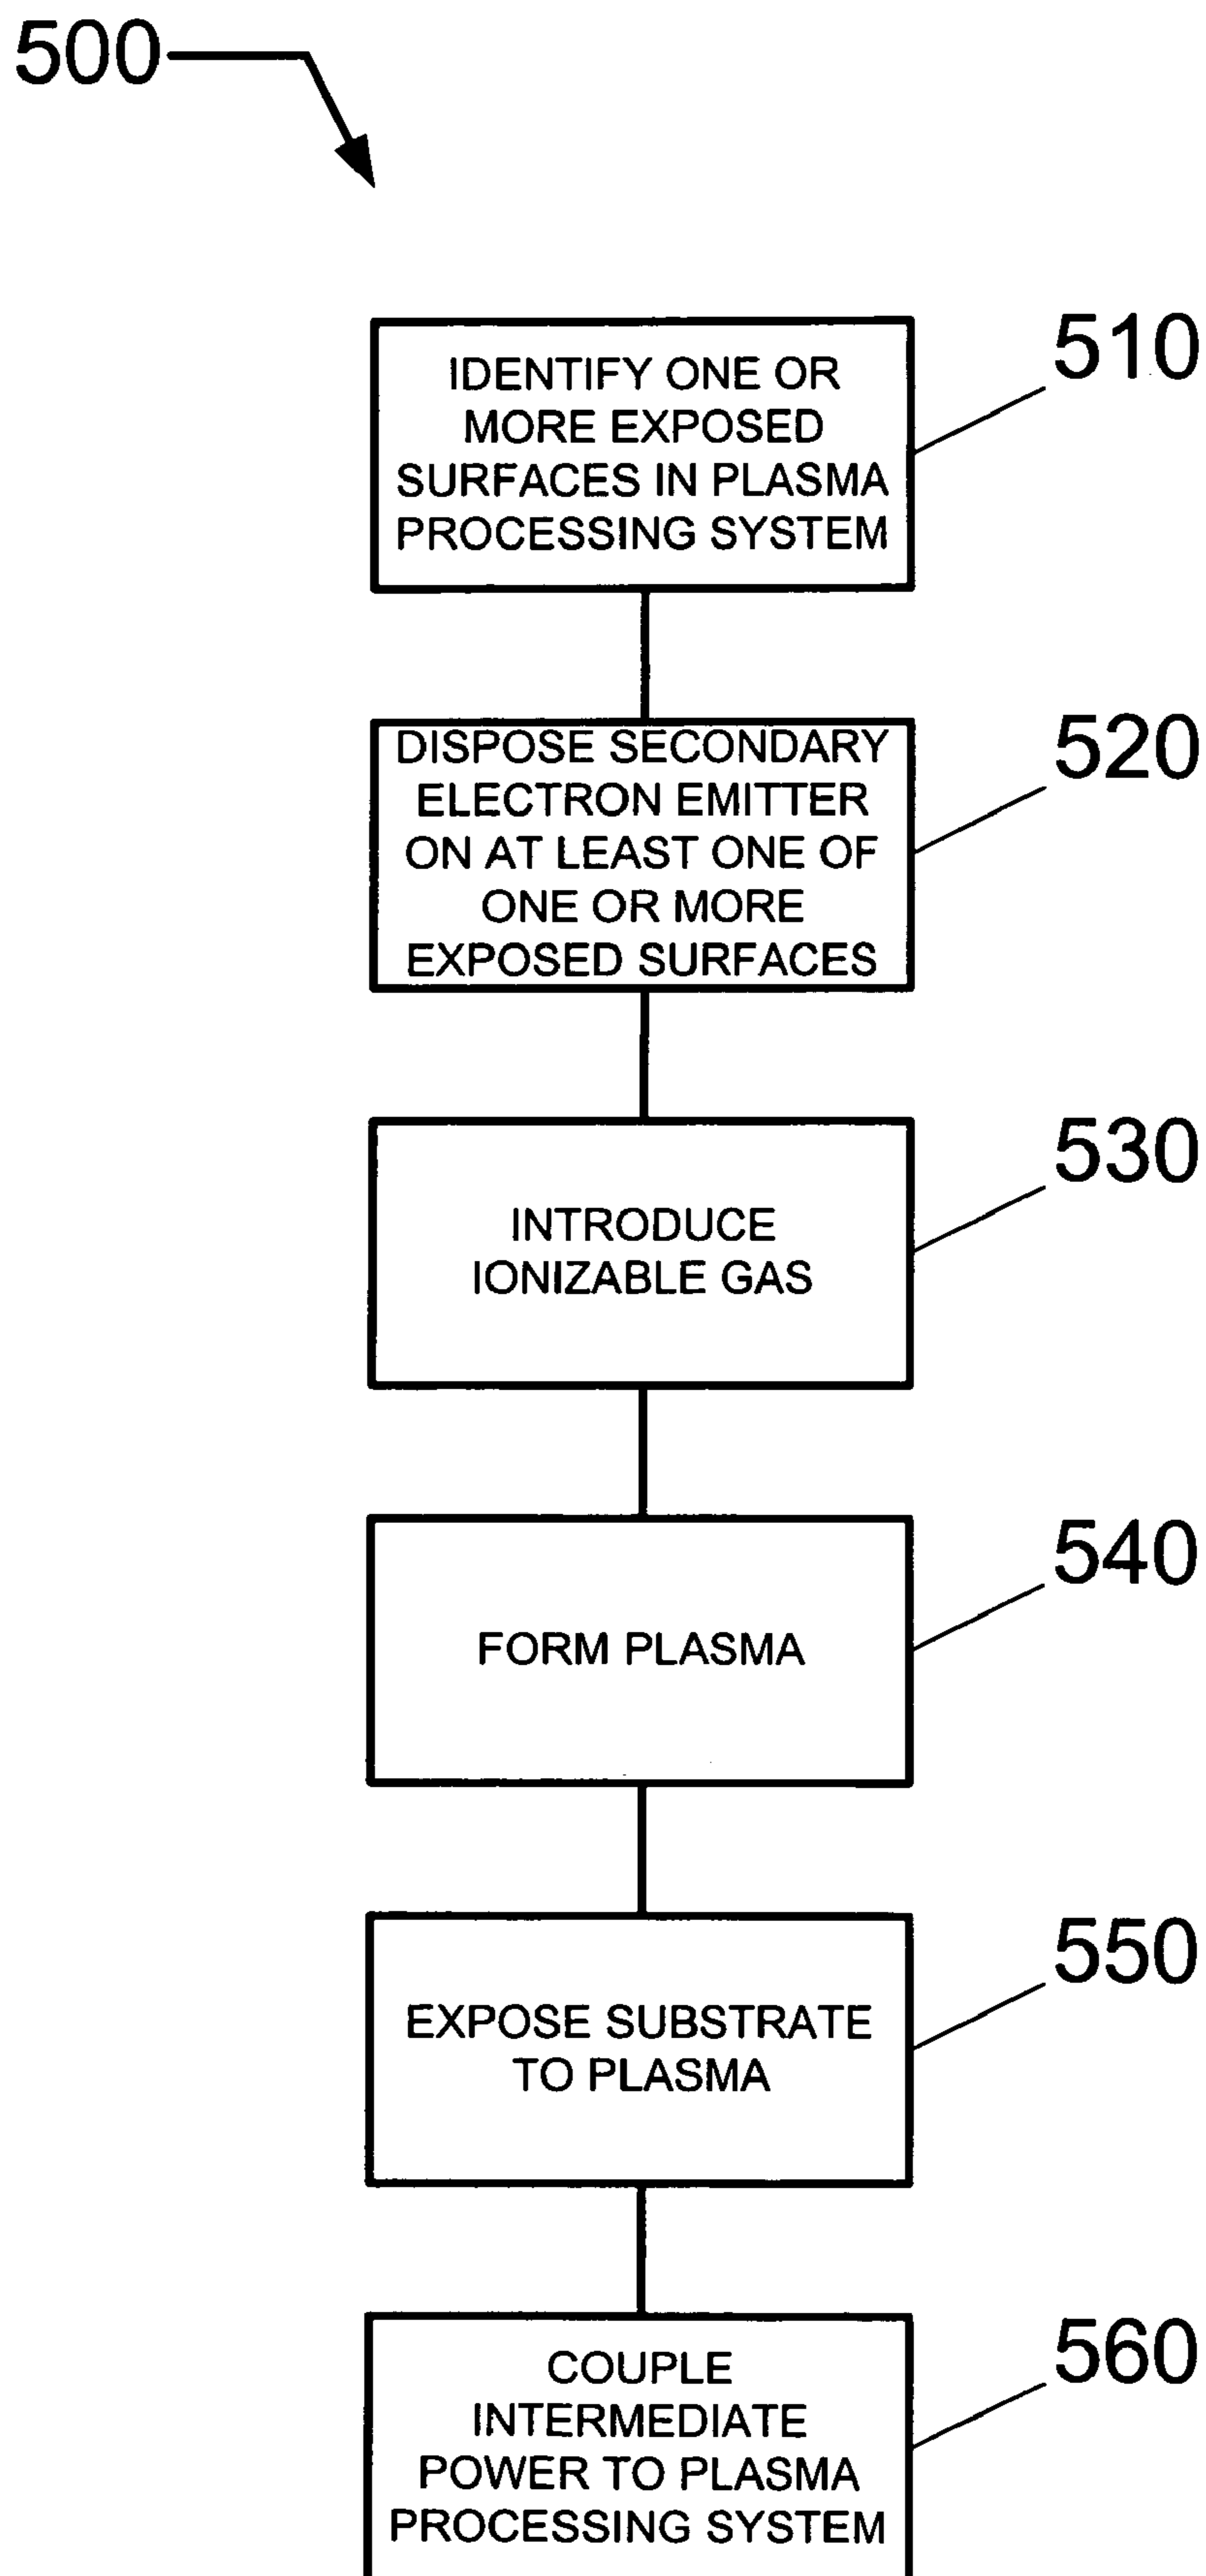 500
510
IDENTIFY ONE OR
MORE EXPOSED
SURFACES IN PLASMA
PROCESSING SYSTEM
520
DISPOSE SECONDARY
ELECTRON EMITTER
ON AT LEAST ONE OF
ONE OR MORE
EXPOSED SURFACES
530
INTRODUCE
IONIZABLE GAS
540
FORM PLASMA
550
EXPOSE SUBSTRATE
TO PLASMA
560
COUPLE
INTERMEDIATE
POWER TO PLASMA
PROCESSING SYSTEM